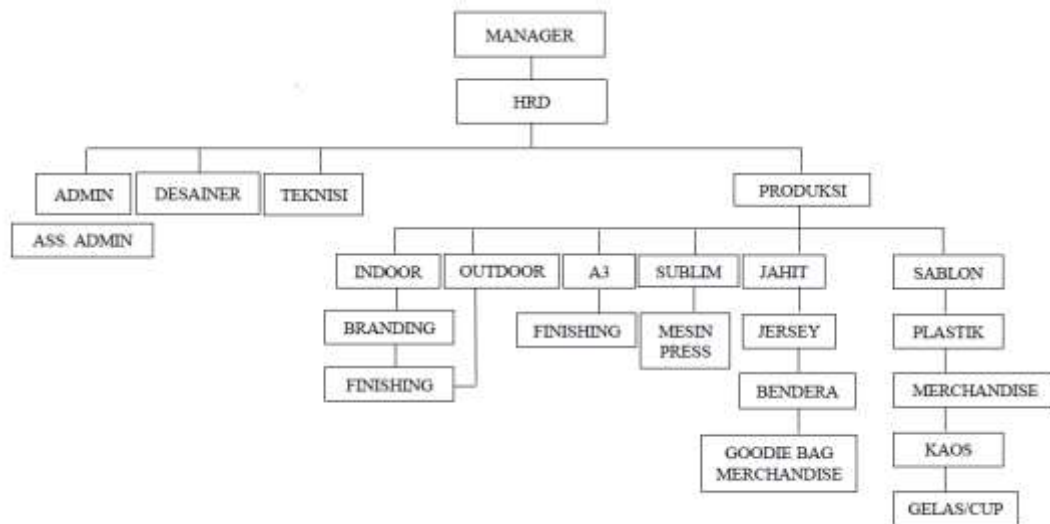 MANAGER
HRD
ADMIN
DESAINER
TEKNISI
PRODUKSI
ASS. ADMIN
INDOOR
OUTDOOR
A3
SUBLIM
JAHIT
SABLON
BRANDING
FINISHING
MESIN
PRESS
JERSEY
PLASTIK
FINISHING
BENDERA
MERCHANDISE
GOODIE BAG
MERCHANDISE
KAOS
GELAS/CUP